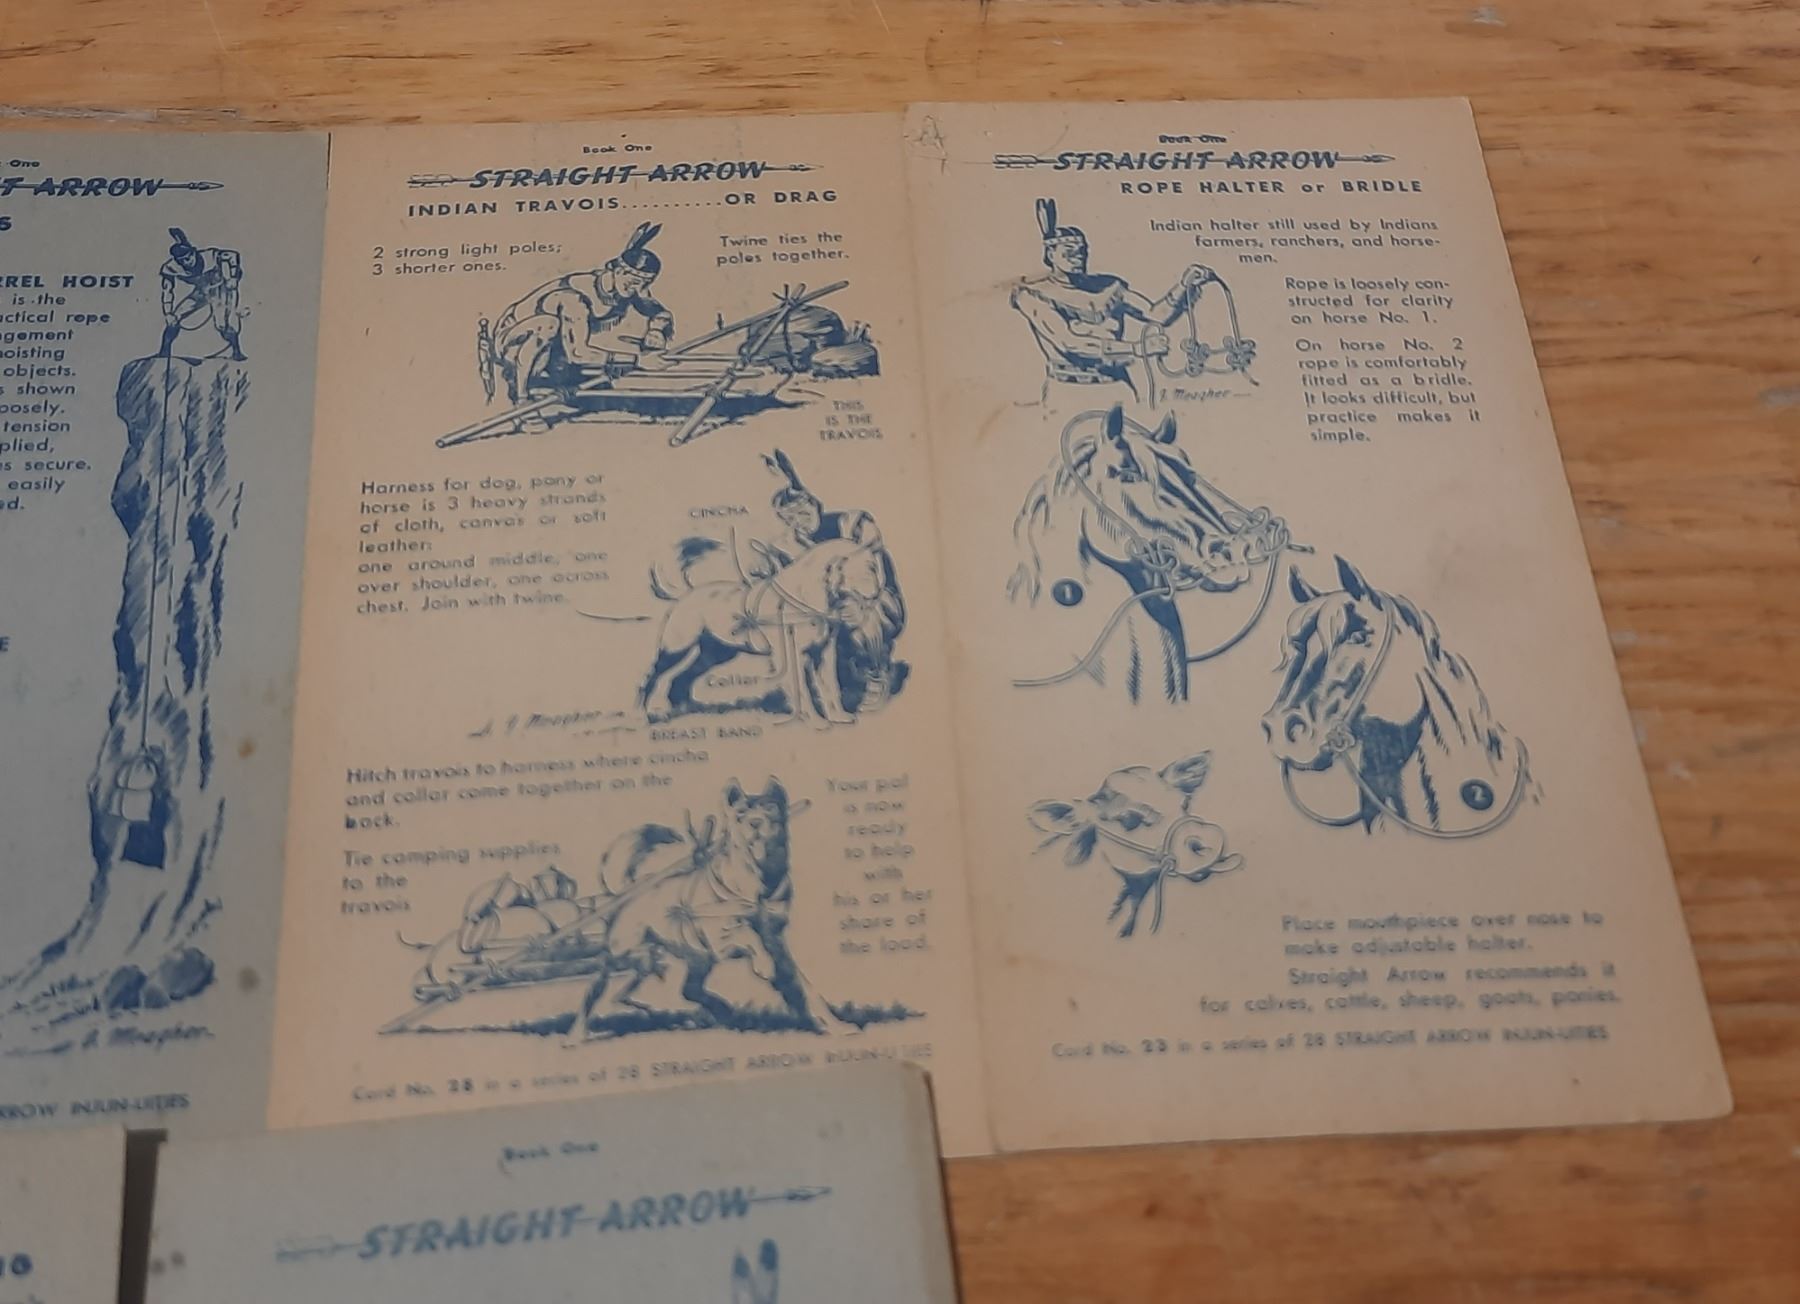 One
T ARROW
S
RREL HOIST
is the
actical rope
ngement
hoisting
objects.
s shown
oosely.
tension
plied,
es secure.
easily
ed.
E
A. Meagher
RROW INJUN-UITIES
Book One
STRAIGHT ARROW
INDIAN TRAVOIS..........OR DRAG
2 strong light poles;
3 shorter ones.
Twine ties the
poles together.
THIS
IS THE
TRAVOIS
Harness for dog, pony or
horse is 3 heavy strands
of cloth, canvas or soft
leather:
one around middle, one
over shoulder, one across
chest. Join with twine.
CINCHA
Collar
BREAST BAND
Meagher
Hitch travois to harness where cincha
and collar come together on the
back.
Tie camping supplies
to the
travois
Your pal
is now
ready
to help
with
his or her
share of
the load.
Card No. 28 in a series of 28 STRAIGHT ARROW INJUN-UITIES
Book One
STRAIGHT ARROW
ROPE HALTER or BRIDLE
Indian halter still used by Indians
farmers, ranchers, and horse-
men.
Rope is loosely con-
structed for clarity
on horse No. 1.
On horse No. 2
rope is comfortably
fitted as a bridle.
It looks difficult, but
practice makes it
simple.
J. Meagher
1
2
Place mouthpiece over nose to
make adjustable halter.
Straight Arrow recommends it
for calves, cattle, sheep, goats, ponies.
Card No. 23 in a series of 28 STRAIGHT ARROW INJUN-UITIES
Book One
STRAIGHT ARROW